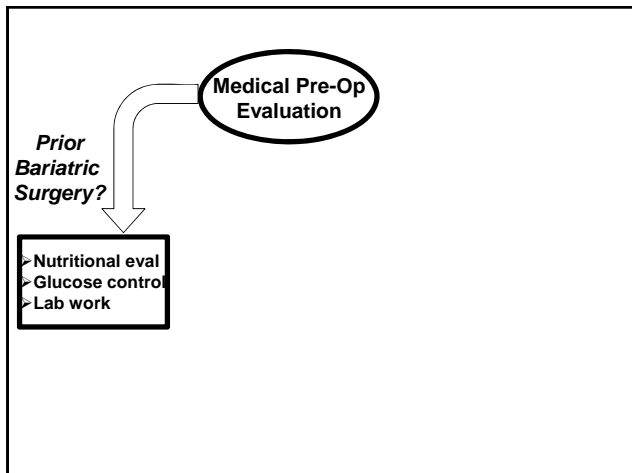 Medical Pre-Op
Evaluation
Prior
Bariatric
Surgery?
➢Nutritional eval
➢Glucose control
➢Lab work